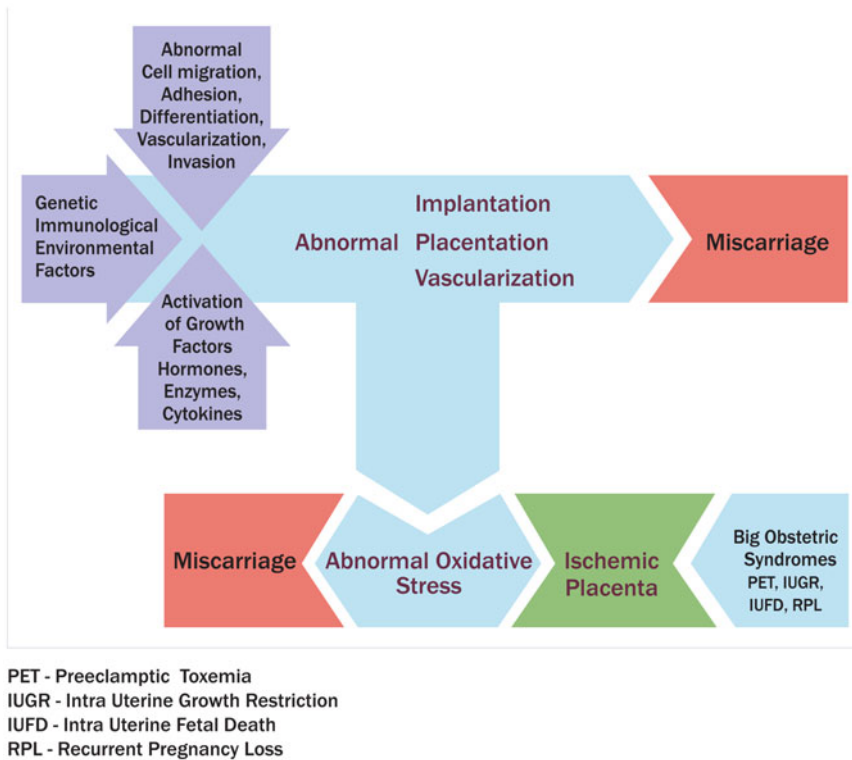 Abnormal
Cell migration,
Adhesion,
Differentiation,
Vascularization,
Invasion
Genetic
Immunological
Environmental
Factors
Activation
of Growth
Factors
Hormones,
Enzymes,
Cytokines
Implantation
Abnormal Placentation
Vascularization
Miscarriage
Miscarriage
Abnormal Oxidative
Stress
Ischemic
Placenta
Big Obstetric
Syndromes
PET, IUGR,
IUFD, RPL
PET - Preeclamptic Toxemia
IUGR - Intra Uterine Growth Restriction
IUFD - Intra Uterine Fetal Death
RPL - Recurrent Pregnancy Loss